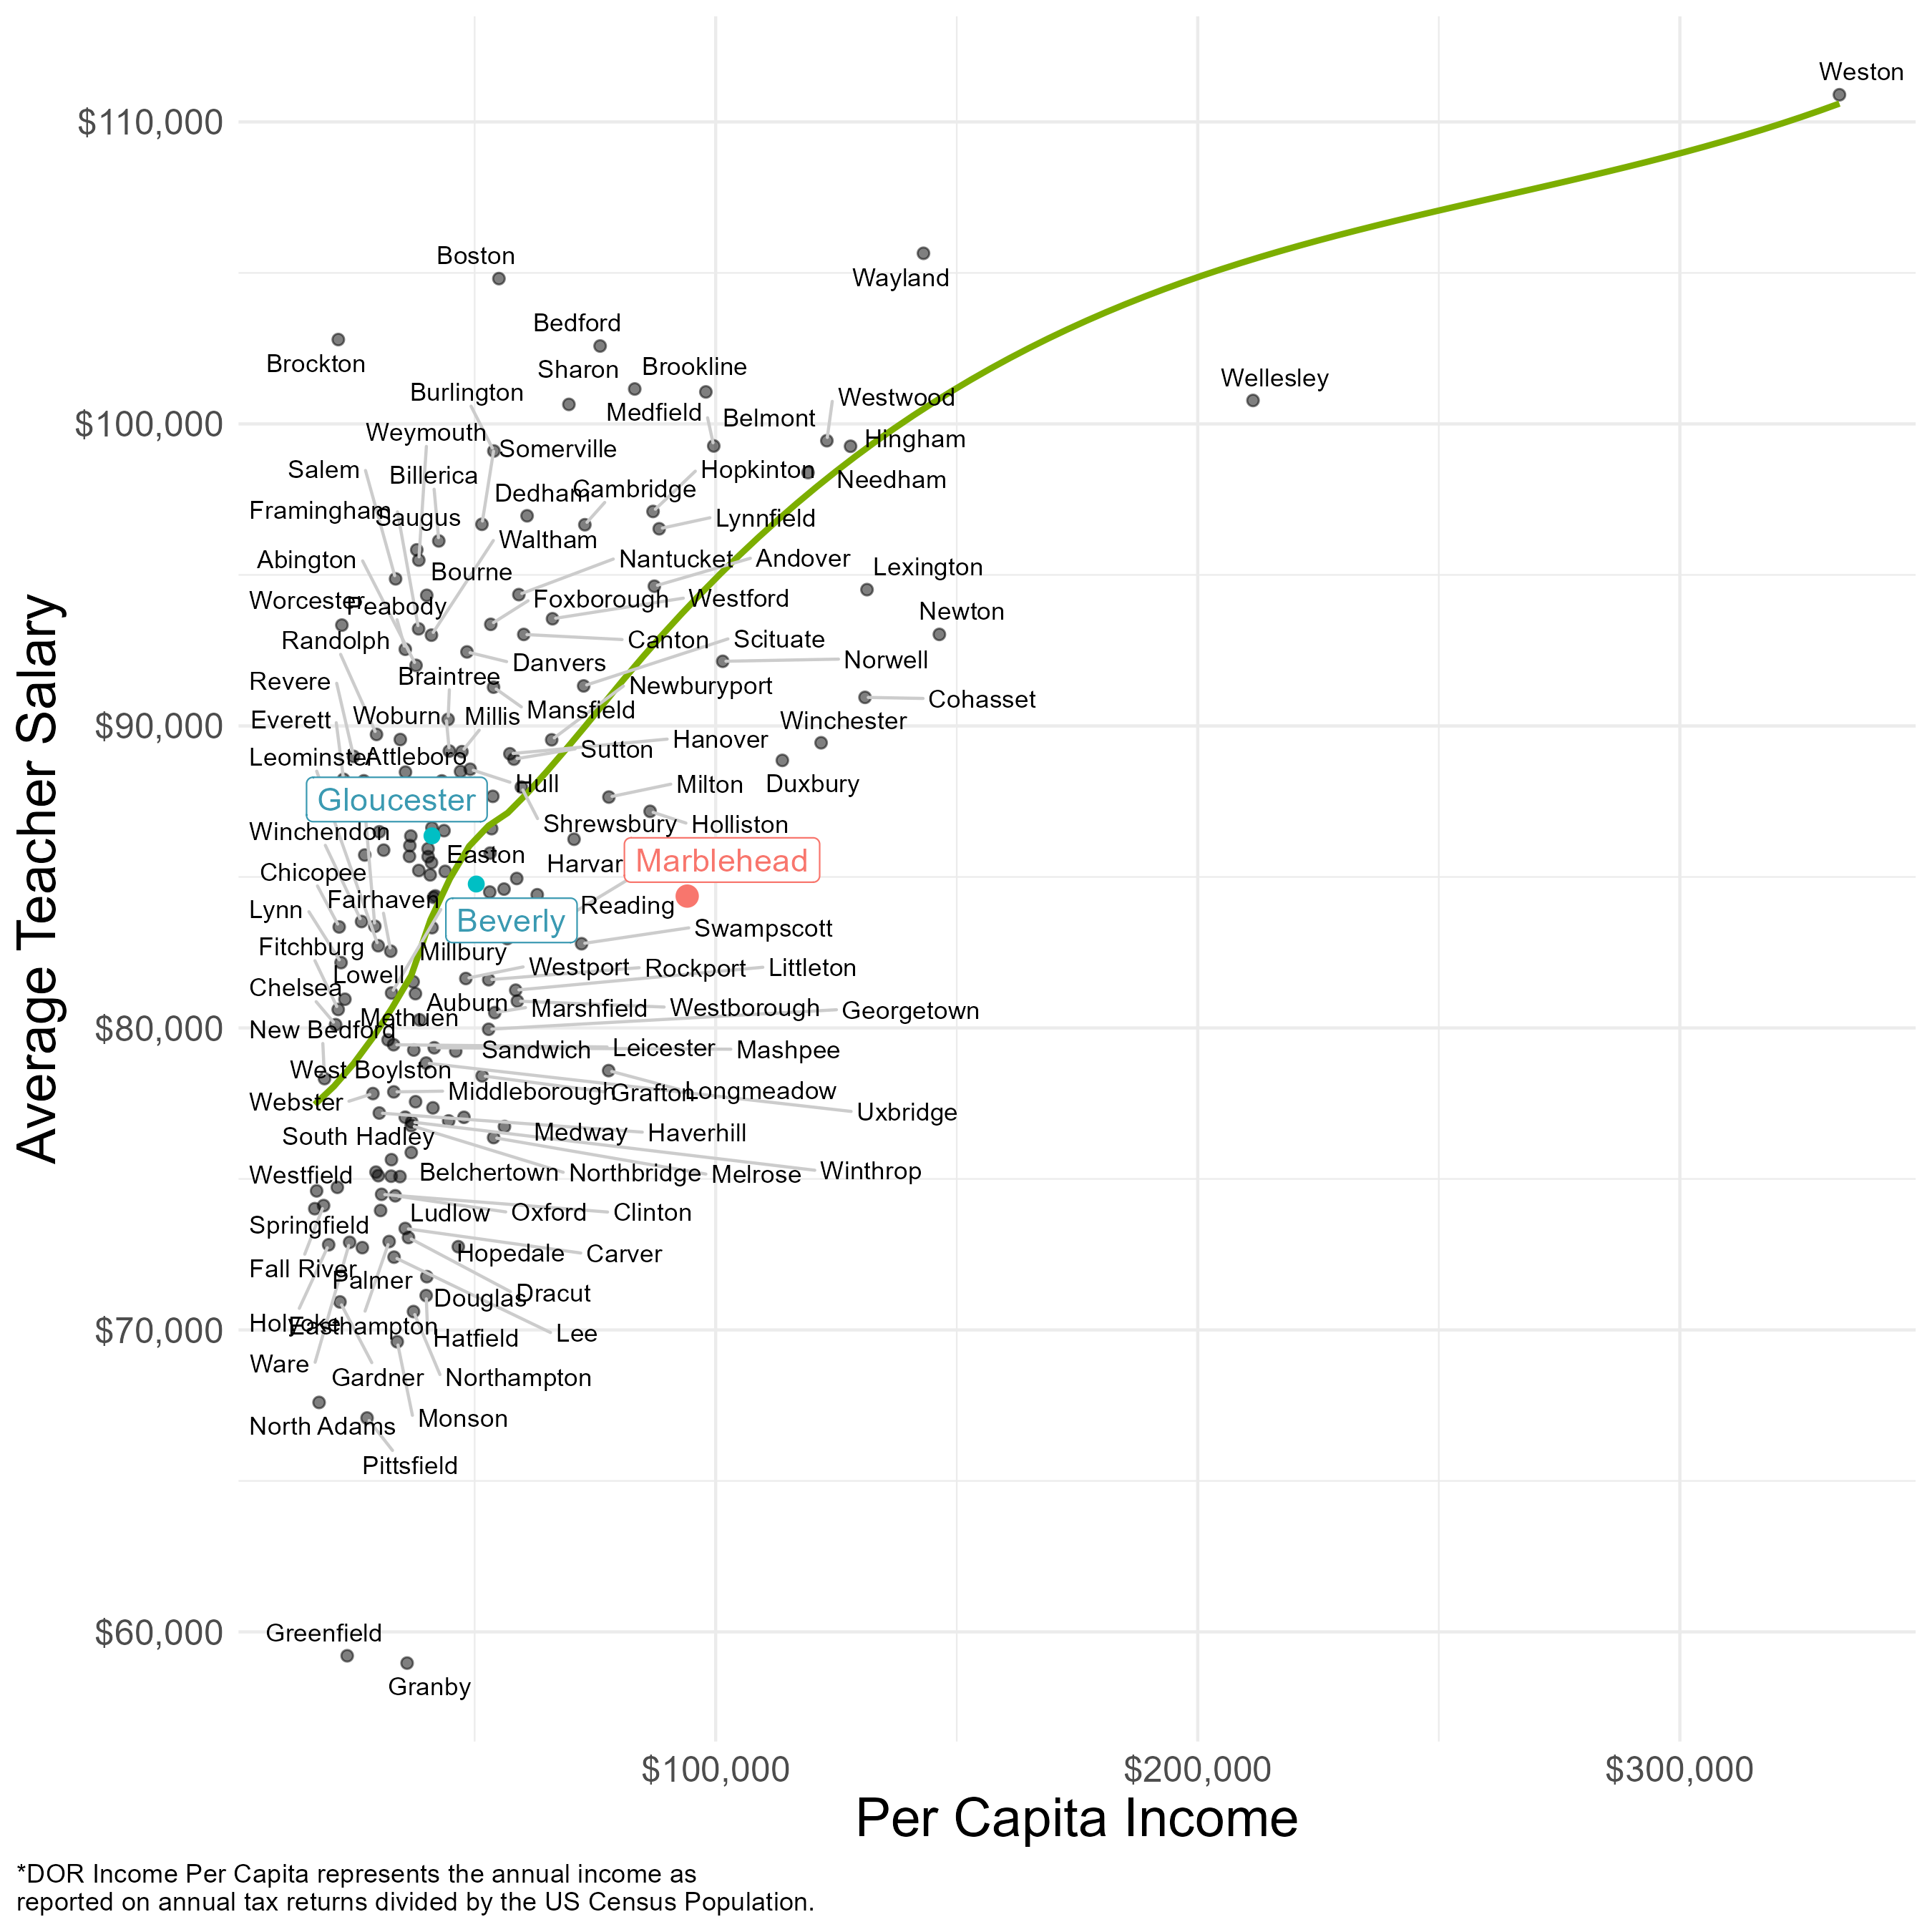 Weston
$110,000
Boston
Wayland
Bedford
Brockton
Sharon
Brookline
Wellesley
Burlington
Westwood
Medfield
Belmont
$100,000
Weymouth
Hingham
Somerville
Salem
Billerica
Hopkinton
Needham
Dedham
Cambridge
Framingham
Saugus
Lynnfield
Waltham
Abington
Nantucket
Andover
Lexington
Bourne
Worcester
Peabody
Foxborough
Westford
Newton
Randolph
Canton
Scituate
Danvers
Norwell
Braintree
Revere
Newburyport
Cohasset
Everett
Woburn
Millis
Mansfield
Winchester
$90,000
Hanover
Sutton
Leominster
Attleboro
Hull
Milton
Duxbury
Gloucester
Shrewsbury
Holliston
Winchendon
Easton
Marblehead
Chicopee
Fairhaven
Lynn
Beverly
Reading
Swampscott
Fitchburg
Millbury
Lowell
Westport
Rockport
Littleton
Chelsea
Auburn
Marshfield
Westborough
Georgetown
Methuen
$80,000
New Bedford
Sandwich
Leicester
Mashpee
West Boylston
Webster
Middleborough
Grafton
Longmeadow
Uxbridge
South Hadley
Medway
Haverhill
Westfield
Belchertown
Northbridge
Melrose
Winthrop
Springfield
Ludlow
Oxford
Clinton
Fall River
Palmer
Hopedale
Carver
Douglas
Dracut
Holyoke
Easthampton
$70,000
Hatfield
Lee
Ware
Gardner
Northampton
North Adams
Monson
Pittsfield
$60,000
Greenfield
Granby
Average Teacher Salary
$100,000
$200,000
$300,000
Per Capita Income
*DOR Income Per Capita represents the annual income as
reported on annual tax returns divided by the US Census Population.